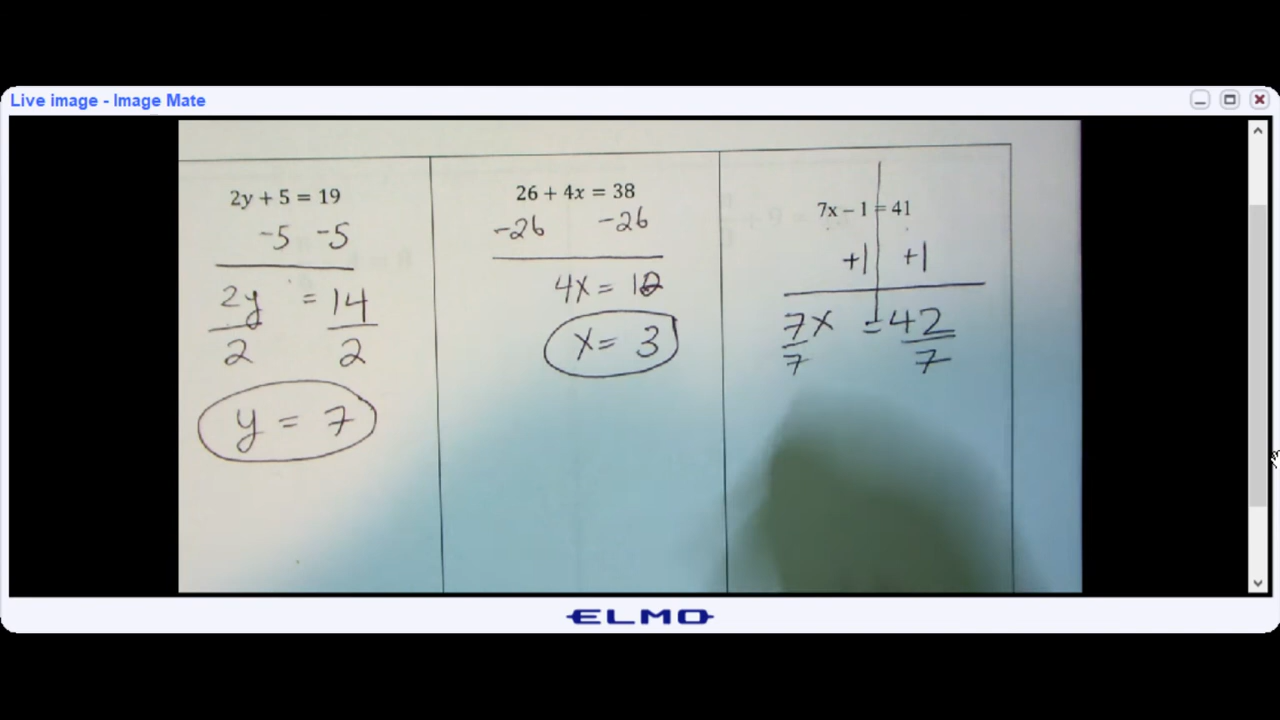 Live image - Image Mate
2y + 5 = 19
-5 -5
2y = 14
2 2
y = 7
26 + 4x = 38
-26 -26
4x = 12
x = 3
7x – 1 = 41
+1 +1
7x = 42
7 7
ELMO